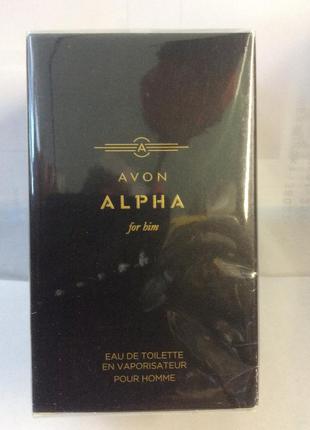 A
AVON
ALPHA
for him
EAU DE TOILETTE
EN VAPORISATEUR
POUR HOMME